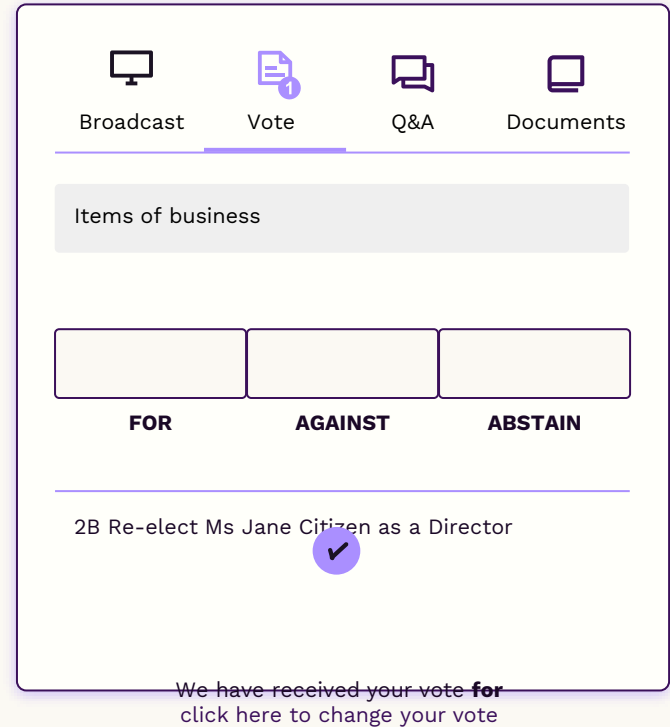 1
Broadcast Vote Q&A Documents
Items of business
FOR AGAINST ABSTAIN
2B Re-elect Ms Jane Citizen as a Director
We have received your vote for
click here to change your vote